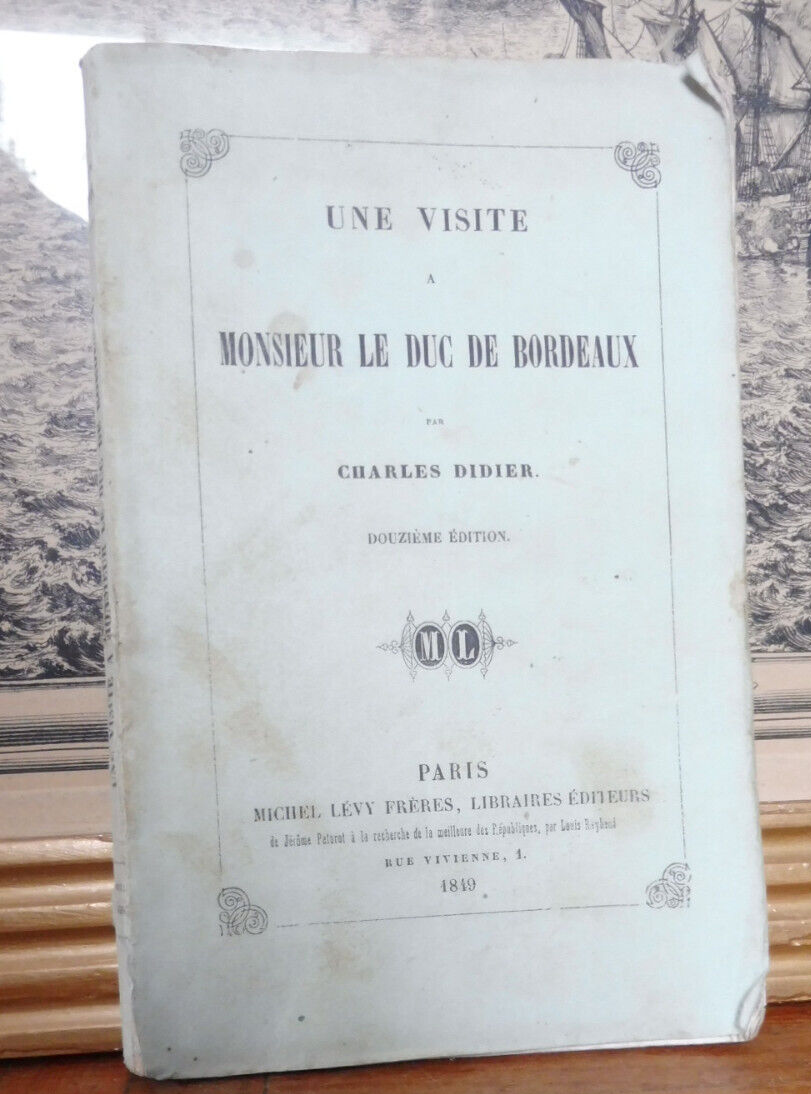 UNE VISITE
A
MONSIEUR LE DUC DE BORDEAUX
PAR
CHARLES DIDIER.
DOUZIÈME ÉDITION.
M L
PARIS
MICHEL LÉVY FRÈRES, LIBRAIRES ÉDITEURS
de Jérôme Paturot à la recherche de la meilleure des Républiques, par Louis Reybaud
RUE VIVIENNE, 1.
1849